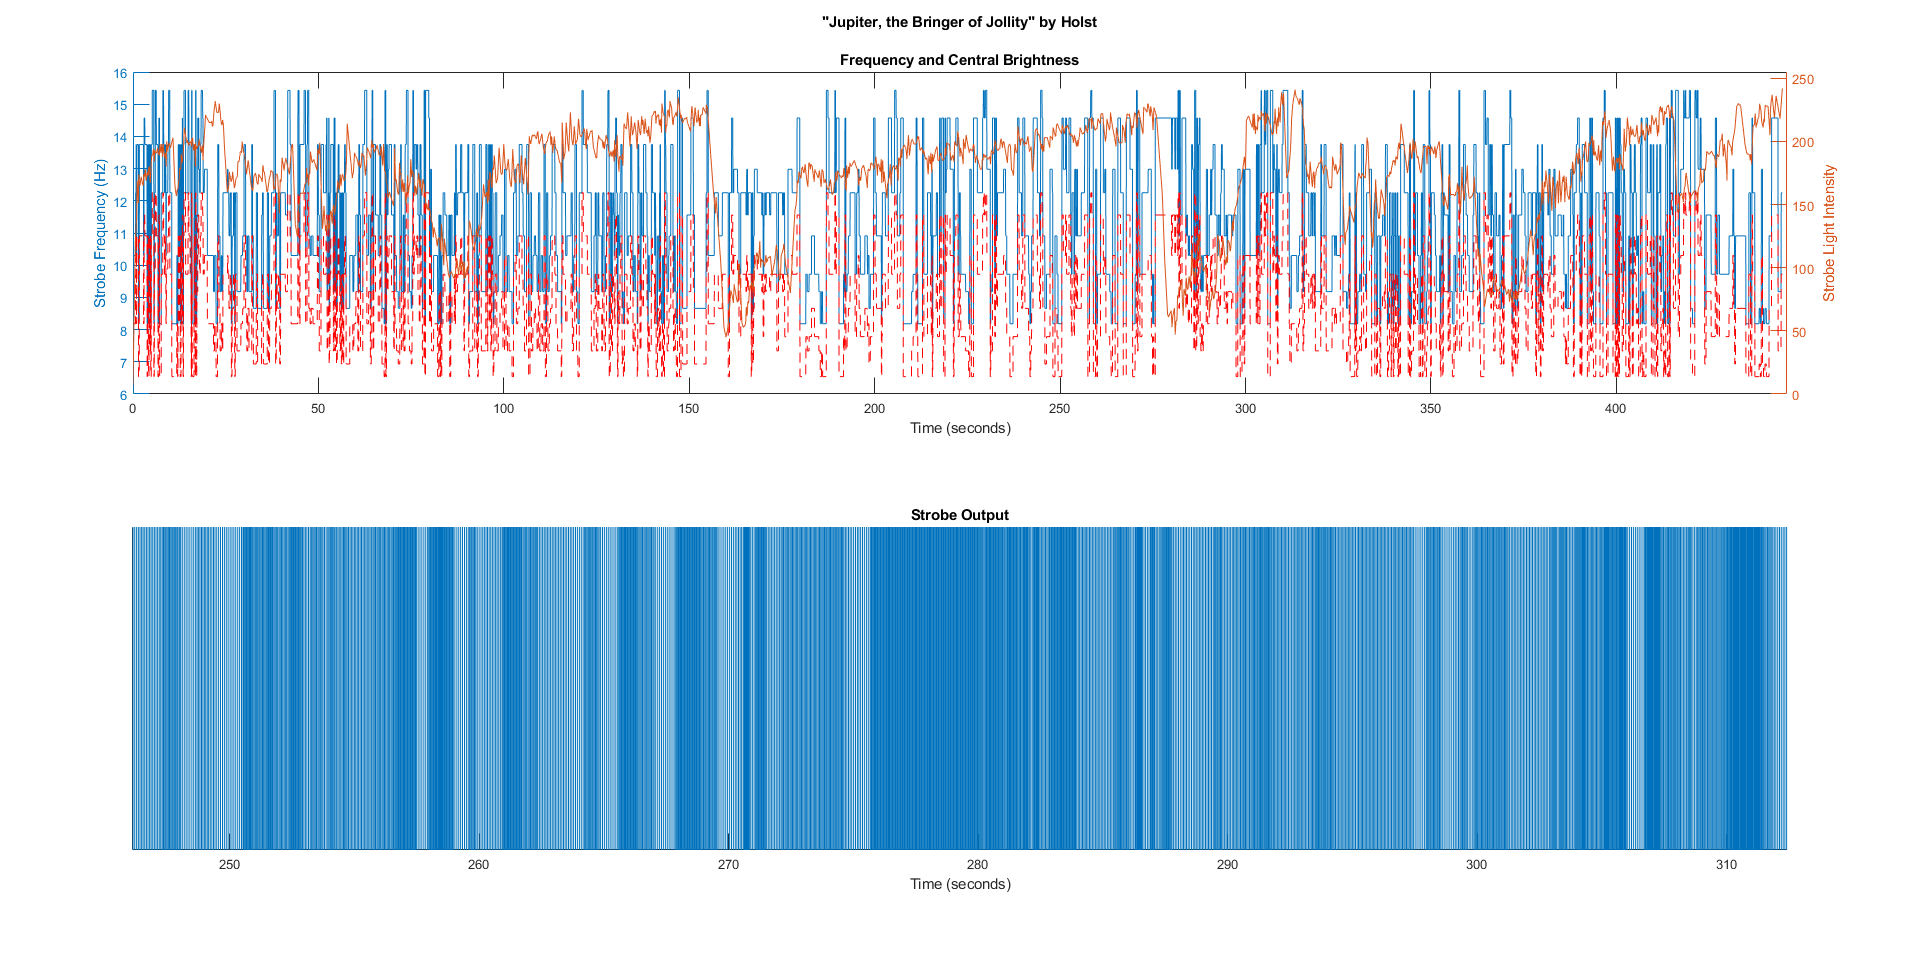 "Jupiter, the Bringer of Jollity" by Holst
Frequency and Central Brightness
16
15
14
13
12
11
10
9
8
7
6
Strobe Frequency (Hz)
250
200
150
100
50
0
Strobe Light Intensity
0 50 100 150 200 250 300 350 400
Time (seconds)
Strobe Output
250 260 270 280 290 300 310
Time (seconds)